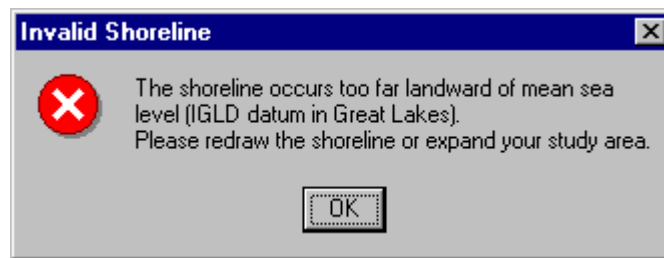 Invalid Shoreline
The shoreline occurs too far landward of mean sea
level (IGLD datum in Great Lakes).
Please redraw the shoreline or expand your study area.
OK